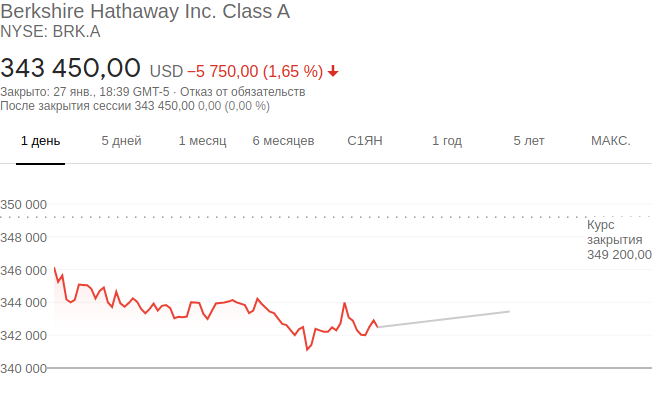 Berkshire Hathaway Inc. Class A
NYSE: BRK.A
343 450,00 USD −5 750,00 (1,65 %)
Закрыто: 27 янв., 18:39 GMT-5 · Отказ от обязательств
После закрытия сессии 343 450,00 0,00 (0,00 %)
1 день 5 дней 1 месяц 6 месяцев С1ЯН 1 год 5 лет МАКС.
350 000
Курс
закрытия
349 200,00
348 000
346 000
344 000
342 000
340 000